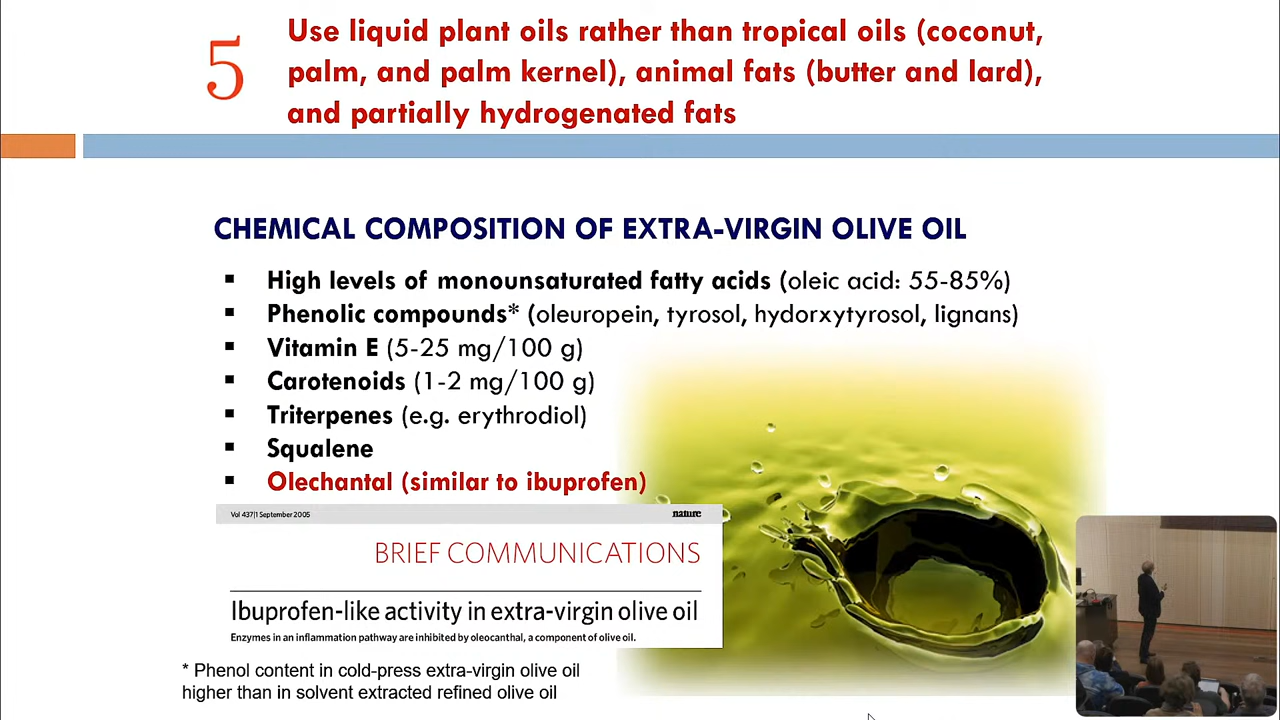 5
Use liquid plant oils rather than tropical oils (coconut,
palm, and palm kernel), animal fats (butter and lard),
and partially hydrogenated fats
CHEMICAL COMPOSITION OF EXTRA-VIRGIN OLIVE OIL
▪ High levels of monounsaturated fatty acids (oleic acid: 55-85%)
▪ Phenolic compounds* (oleuropein, tyrosol, hydorxytyrosol, lignans)
▪ Vitamin E (5-25 mg/100 g)
▪ Carotenoids (1-2 mg/100 g)
▪ Triterpenes (e.g. erythrodiol)
▪ Squalene
▪ Olechantal (similar to ibuprofen)
Vol 437|1 September 2005 nature
BRIEF COMMUNICATIONS
Ibuprofen-like activity in extra-virgin olive oil
Enzymes in an inflammation pathway are inhibited by oleocanthal, a component of olive oil.
* Phenol content in cold-press extra-virgin olive oil
higher than in solvent extracted refined olive oil